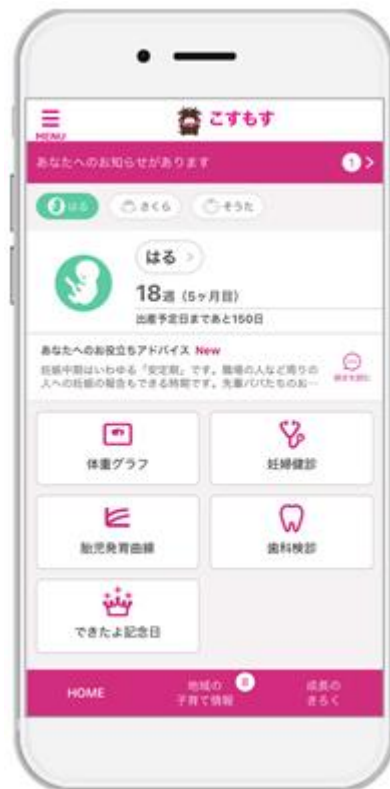 MENU
こすもす
あなたへのお知らせがあります
1
はる
さくら
そうた
はる
18週 (5ヶ月目)
出産予定日まであと150日
あなたへのお役立ちアドバイス New
妊娠中期はいわゆる「安定期」です。職場の人など周りの
人への妊娠の報告もできる時期です。先輩パパたちのお…
続きを読む
体重グラフ
妊婦健診
胎児発育曲線
歯科検診
できたよ記念日
HOME
地域の
子育て情報
8
成長の
きろく